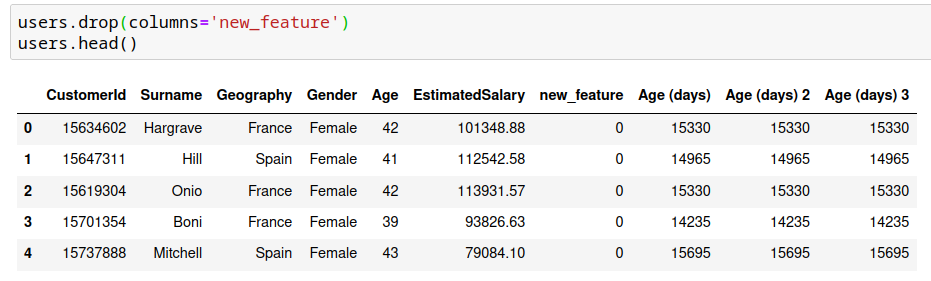 users.drop(columns='new_feature')
users.head()
CustomerId Surname Geography Gender Age EstimatedSalary new_feature Age (days) Age (days) 2 Age (days) 3
0 15634602 Hargrave France Female 42 101348.88 0 15330 15330 15330
1 15647311 Hill Spain Female 41 112542.58 0 14965 14965 14965
2 15619304 Onio France Female 42 113931.57 0 15330 15330 15330
3 15701354 Boni France Female 39 93826.63 0 14235 14235 14235
4 15737888 Mitchell Spain Female 43 79084.10 0 15695 15695 15695